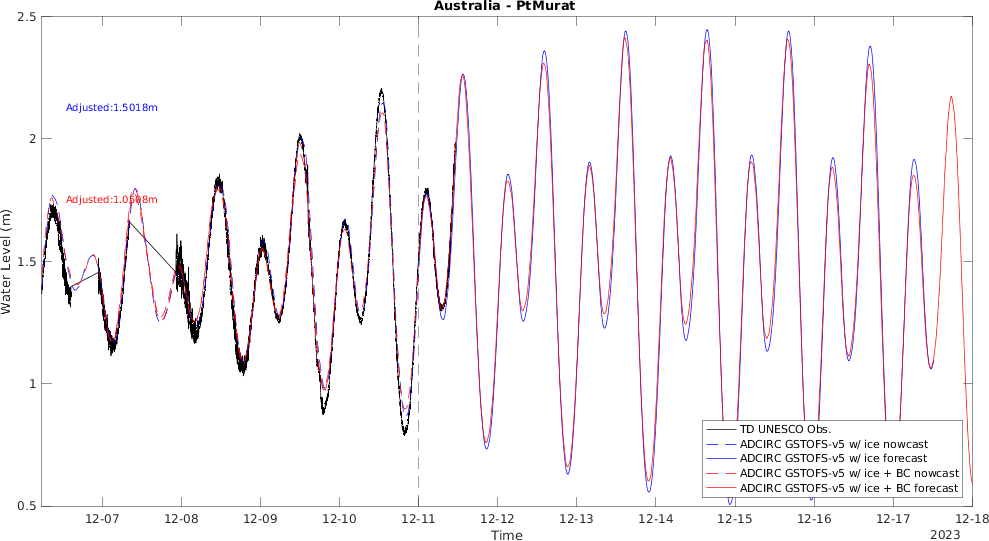 Australia - PtMurat
2.5
2
1.5
1
0.5
Water Level (m)
Adjusted:1.5018m
Adjusted:1.0508m
TD UNESCO Obs.
ADCIRC GSTOFS-v5 w/ ice nowcast
ADCIRC GSTOFS-v5 w/ ice forecast
ADCIRC GSTOFS-v5 w/ ice + BC nowcast
ADCIRC GSTOFS-v5 w/ ice + BC forecast
12-07 12-08 12-09 12-10 12-11 12-12 12-13 12-14 12-15 12-16 12-17 12-18
Time
2023